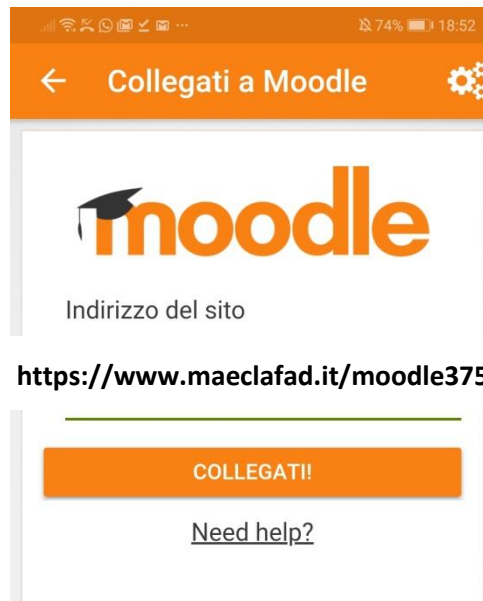 74% 18:52
Collegati a Moodle
moodle
Indirizzo del sito
https://www.maeclafad.it/moodle375
COLLEGATI!
Need help?